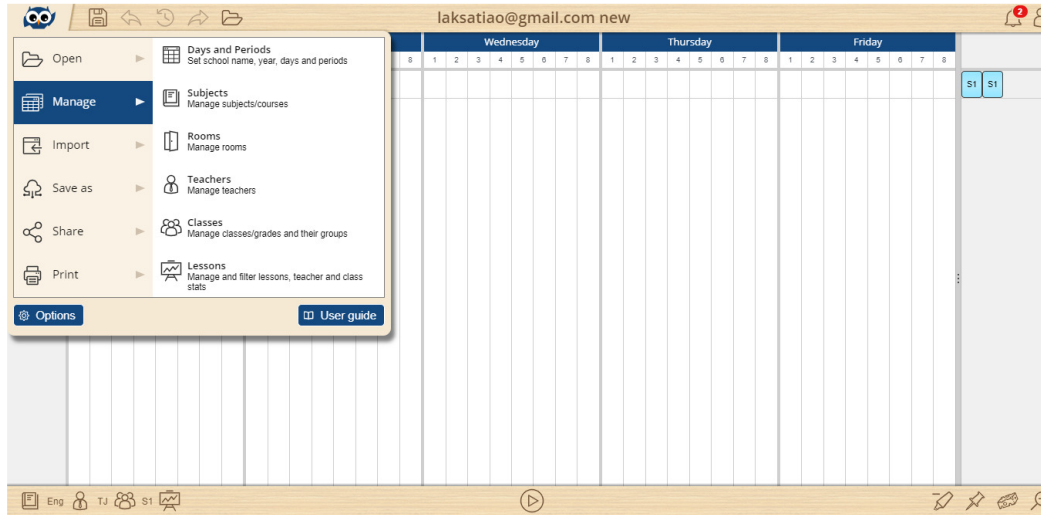 laksatiao@gmail.com new
2
Wednesday Thursday Friday
8 1 2 3 4 5 6 7 8 1 2 3 4 5 6 7 8 1 2 3 4 5 6 7 8
S1 S1
Open
Manage
Import
Save as
Share
Print
Days and Periods
Set school name, year, days and periods
Subjects
Manage subjects/courses
Rooms
Manage rooms
Teachers
Manage teachers
Classes
Manage classes/grades and their groups
Lessons
Manage and filter lessons, teacher and class
stats
Options
User guide
Eng TJ S1